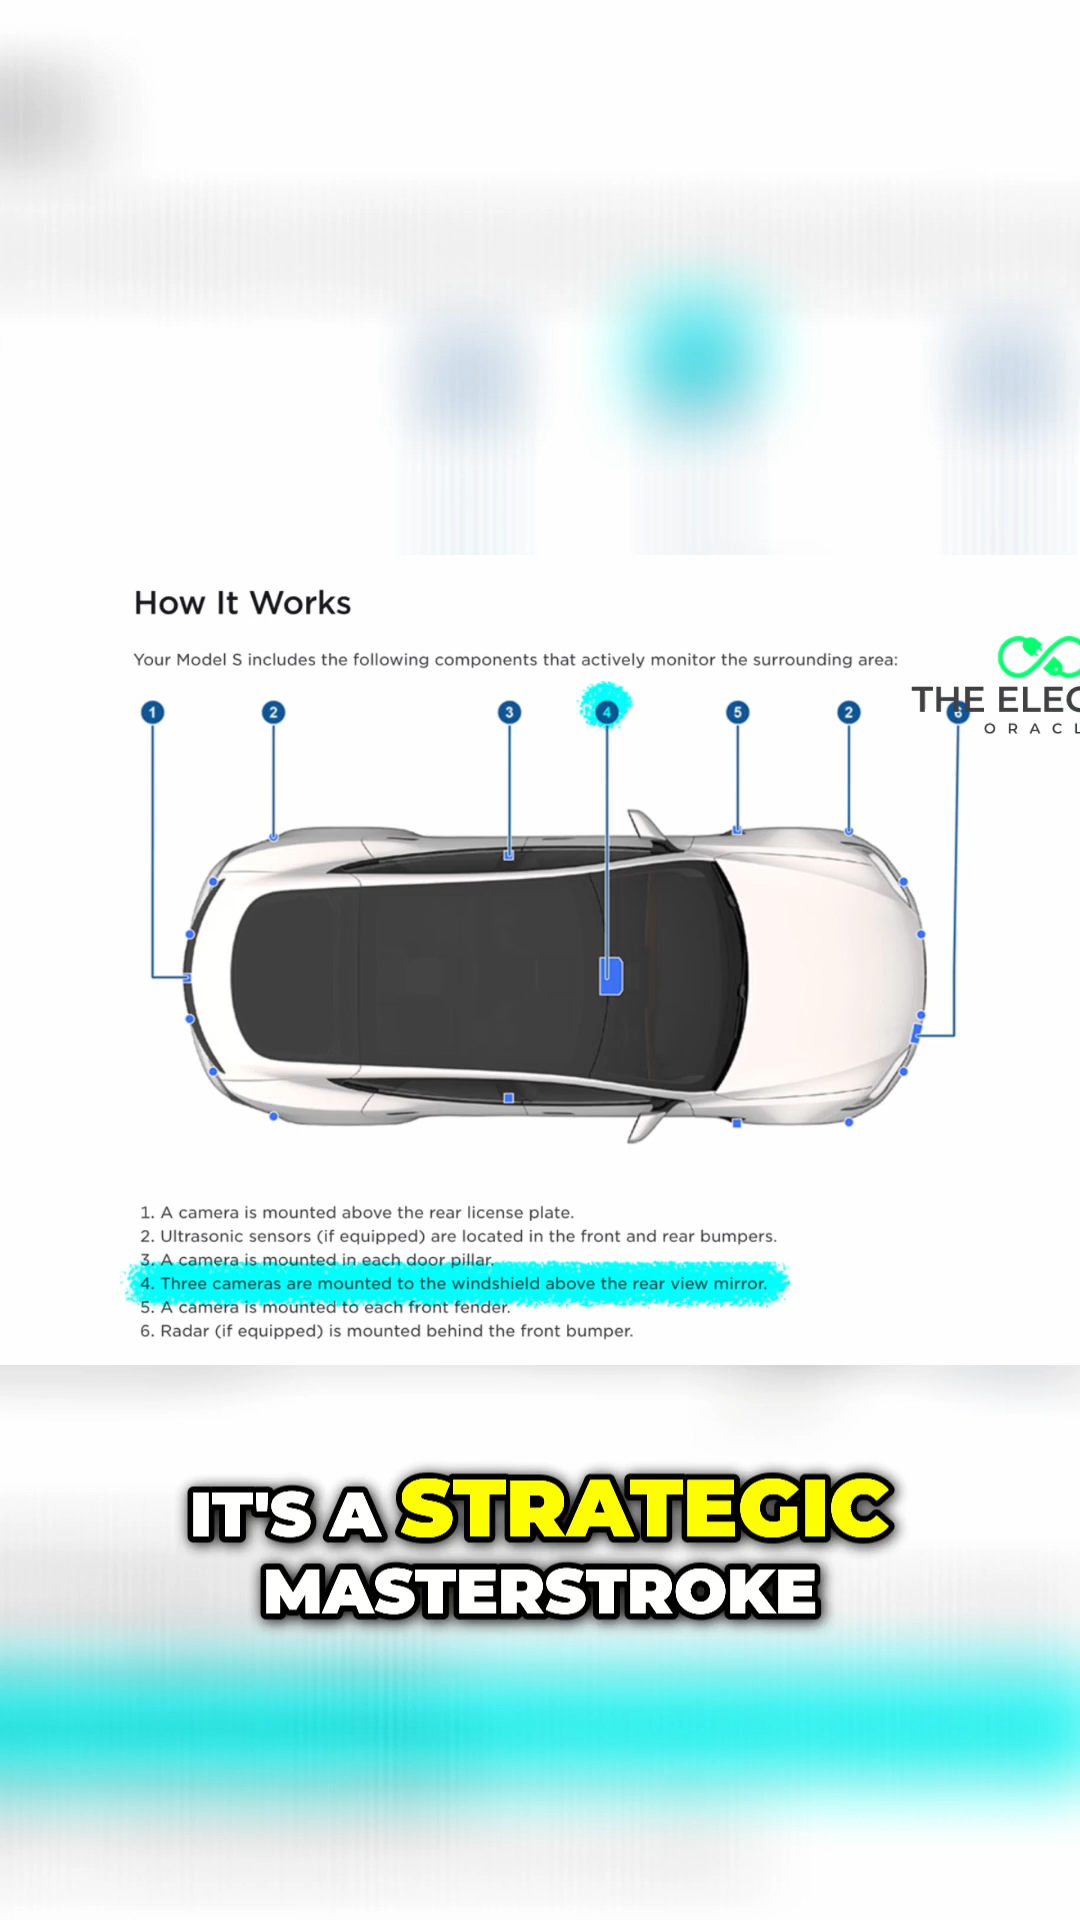 How It Works
Your Model S includes the following components that actively monitor the surrounding area:
THE ELEC
ORACL
1 2 3 4 5 2 6
1. A camera is mounted above the rear license plate.
2. Ultrasonic sensors (if equipped) are located in the front and rear bumpers.
3. A camera is mounted in each door pillar.
4. Three cameras are mounted to the windshield above the rear view mirror.
5. A camera is mounted to each front fender.
6. Radar (if equipped) is mounted behind the front bumper.
IT'S A STRATEGIC
MASTERSTROKE